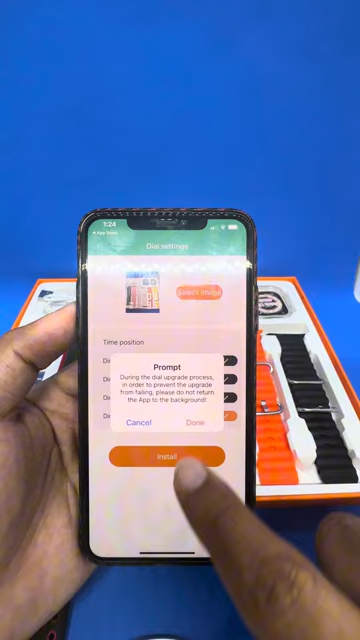 1:24
App Store
Dial settings
Select image
Time position
Prompt
During the dial upgrade process,
in order to prevent the upgrade
from failing, please do not return
the App to the background!
Cancel
Done
Install